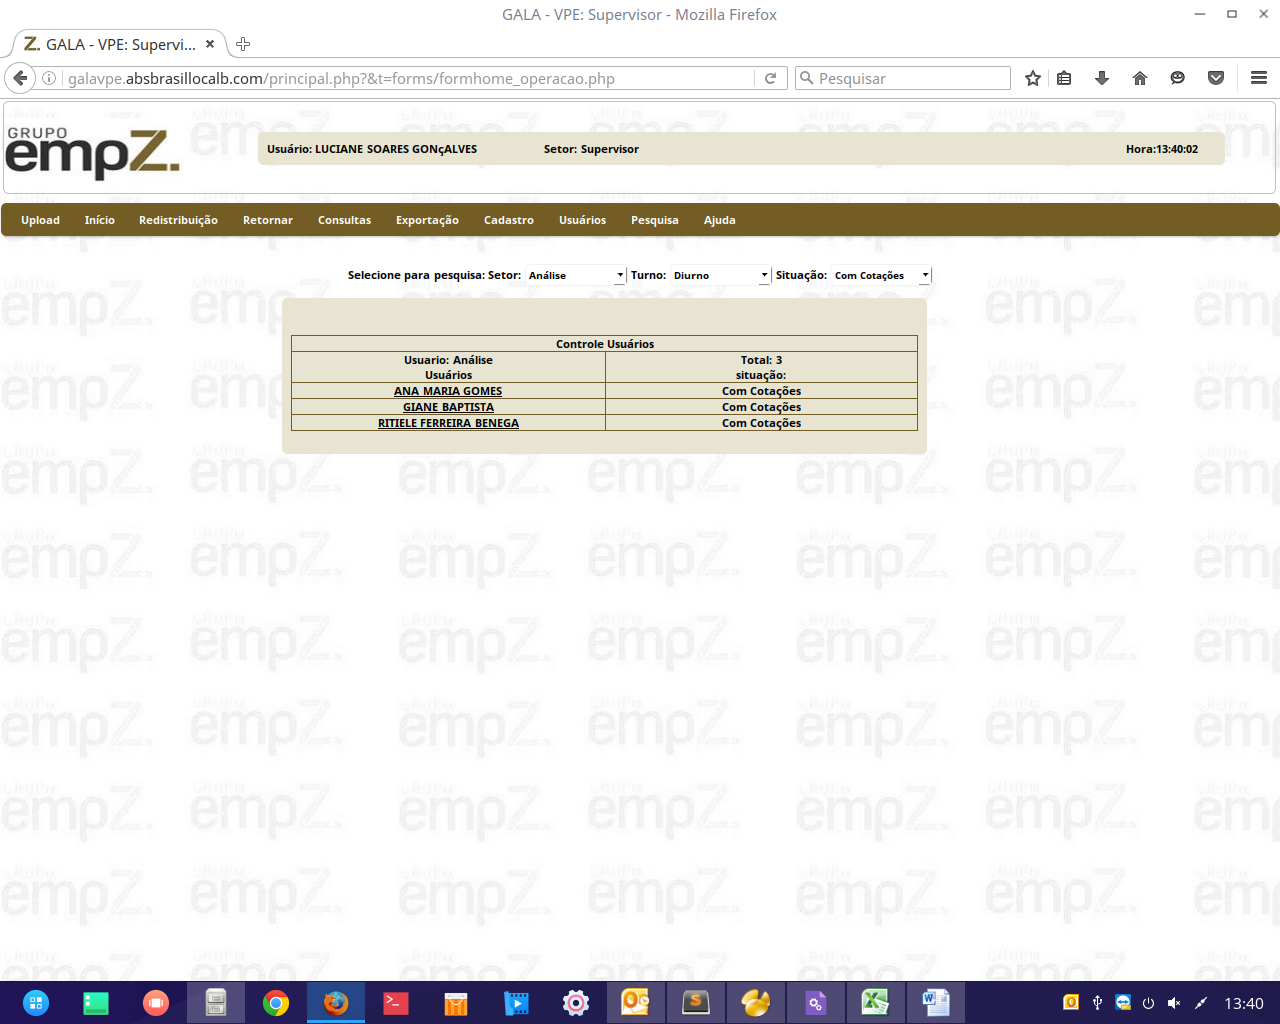 GALA - VPE: Supervisor - Mozilla Firefox
Z. GALA - VPE: Supervi...
galavpe.absbrasillocalb.com/principal.php?&t=forms/formhome_operacao.php
Pesquisar
GRUPO
empZ.
Usuário: LUCIANE SOARES GONçALVES Setor: Supervisor Hora:13:40:02
Upload Início Redistribuição Retornar Consultas Exportação Cadastro Usuários Pesquisa Ajuda
Selecione para pesquisa: Setor: Análise Turno: Diurno Situação: Com Cotações
Controle Usuários
Usuario: Análise Total: 3
Usuários situação:
ANA MARIA GOMES Com Cotações
GIANE BAPTISTA Com Cotações
RITIELE FERREIRA BENEGA Com Cotações
13:40